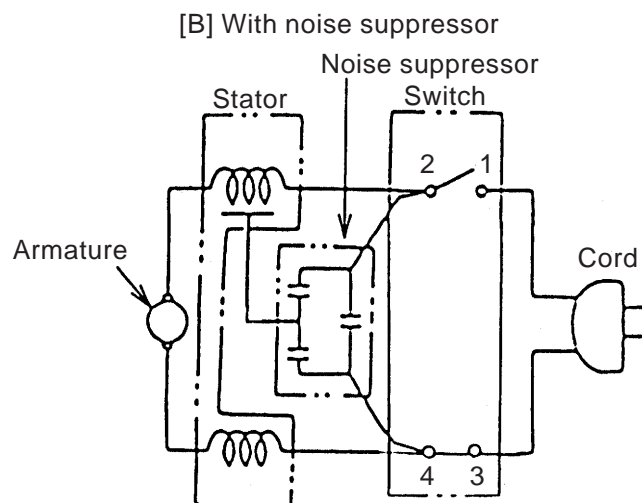 [B] With noise suppressor
Noise suppressor
Stator
Switch
2 1
Armature
Cord
4 3